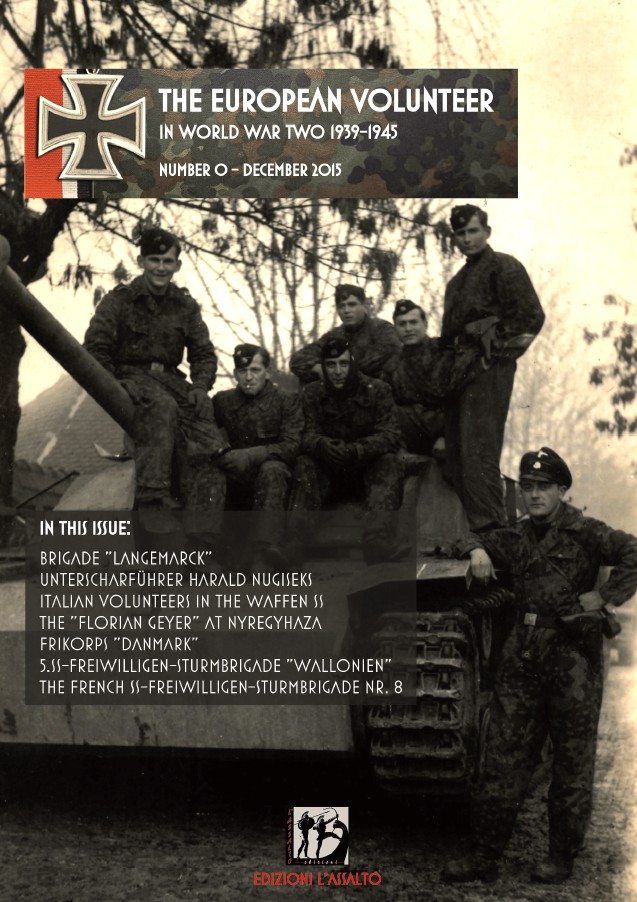 THE EUROPEAN VOLUNTEER
IN WORLD WAR TWO 1939-1945
NUMBER 0 - DECEMBER 2015
IN THIS ISSUE:
BRIGADE "LANGEMARCK"
UNTERSCHARFÜHRER HARALD NUGISEKS
ITALIAN VOLUNTEERS IN THE WAFFEN SS
THE "FLORIAN GEYER" AT NYREGYHAZA
FRIKORPS "DANMARK"
5.SS-FREIWILLIGEN-STURMBRIGADE "WALLONIEN"
THE FRENCH SS-FREIWILLIGEN-STURMBRIGADE NR. 8
L'ASSALTO
edizioni
EDIZIONI L'ASSALTO